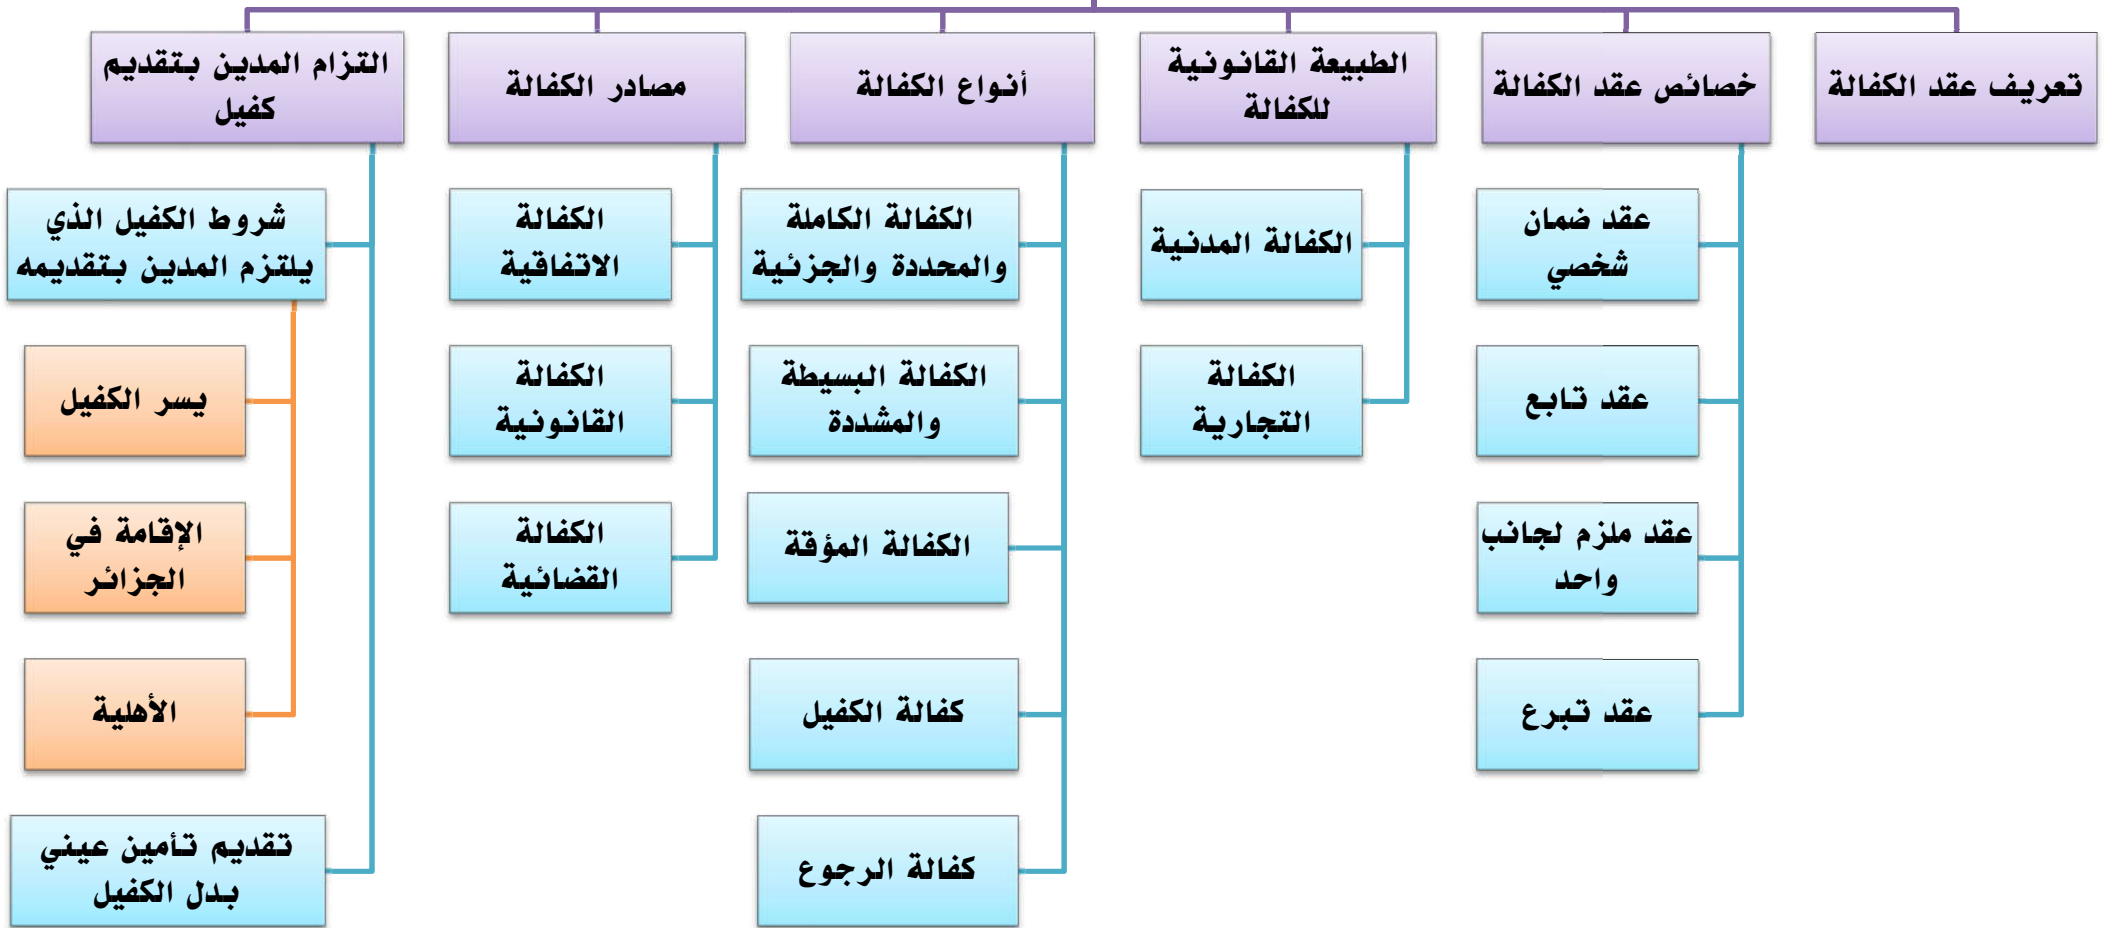 تعريف عقد الكفالة
خصائص عقد الكفالة
عقد ضمان
شخصي
عقد تابع
عقد ملزم لجانب
واحد
عقد تبرع
الطبيعة القانونية
للكفالة
الكفالة المدنية
الكفالة
التجارية
أنواع الكفالة
الكفالة الكاملة
والمحددة والجزئية
الكفالة البسيطة
والمشددة
الكفالة المؤقة
كفالة الكفيل
كفالة الرجوع
مصادر الكفالة
الكفالة
الاتفاقية
الكفالة
القانونية
الكفالة
القضائية
التزام المدين بتقديم
كفيل
شروط الكفيل الذي
يلتزم المدين بتقديمه
يسر الكفيل
الإقامة في
الجزائر
الأهلية
تقديم تأمين عيني
بدل الكفيل